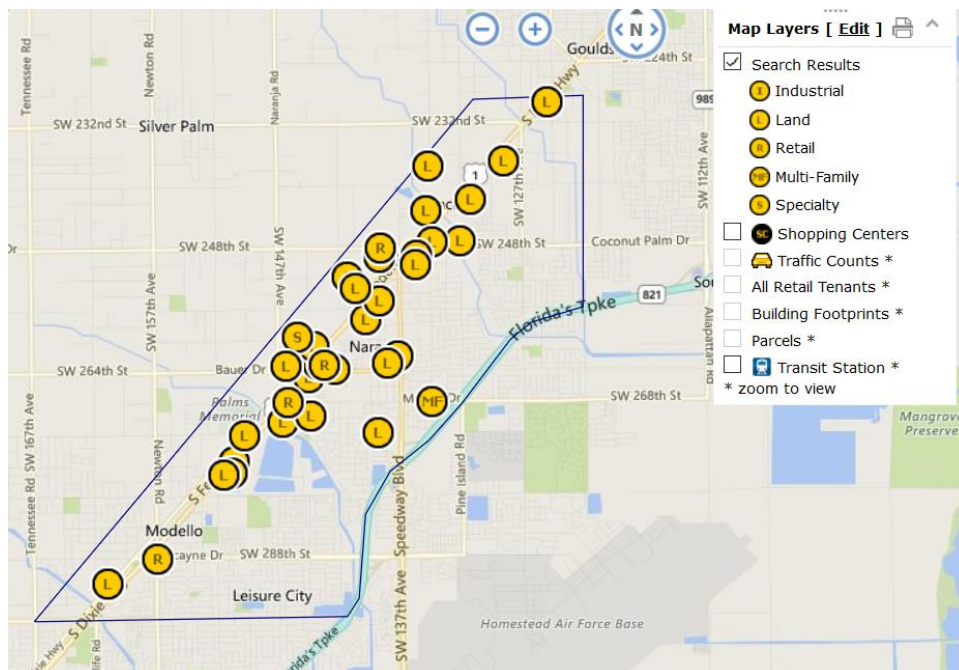 Map Layers [ Edit ]
Search Results
I Industrial
L Land
R Retail
MF Multi-Family
S Specialty
SC Shopping Centers
Traffic Counts *
All Retail Tenants *
Building Footprints *
Parcels *
Transit Station *
* zoom to view
N
Tennessee Rd
Newton Rd
Naranja Rd
SW 224th St
989
L
SW 232nd St
Silver Palm
SW 232nd St
L
L
1
SW 127th Ave
SW 112th Ave
L
L
SW 248th St
SW 147th Ave
R
L
L
L
SW 248th St
Coconut Palm Dr
L
L
SW 157th Ave
821
Florida's Tpke
L
S
Allapattah Rd
L
R
L
SW 264th St
Bauer Dr
SW 268th St
MF
R
Palms
Memorial
L
L
L
L
Mangrove
Preserve
SW 167th Ave
Newton Rd
L
Speedway Blvd
Pine Island Rd
Tennessee Rd
Modello
R
SW 288th St
L
Leisure City
S Dixie
SW 137th Ave
Homestead Air Force Base